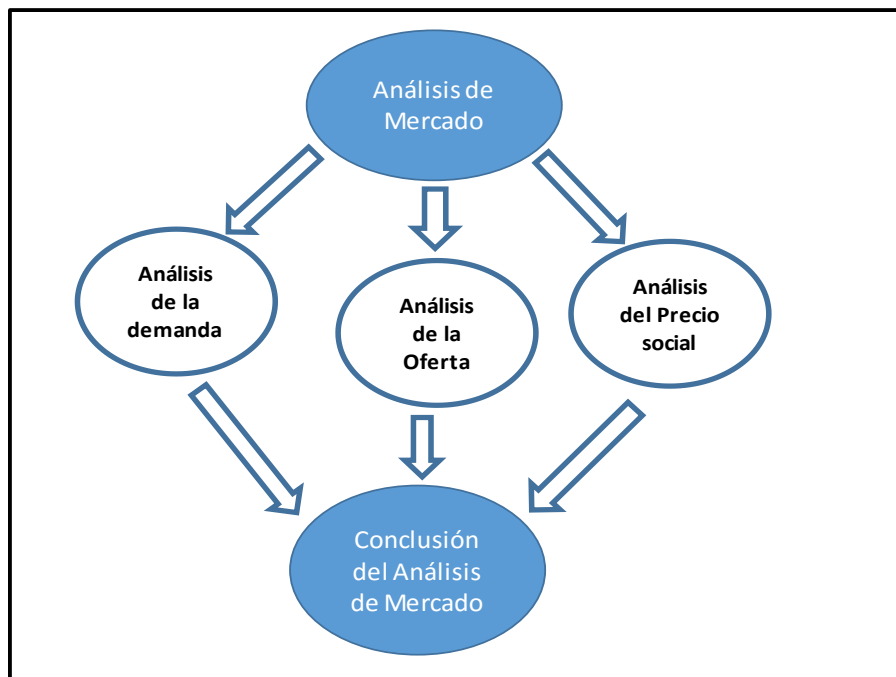 Análisis de
Mercado
Análisis
de la
demanda
Análisis
de la
Oferta
Análisis
del Precio
social
Conclusión
del Análisis
de Mercado